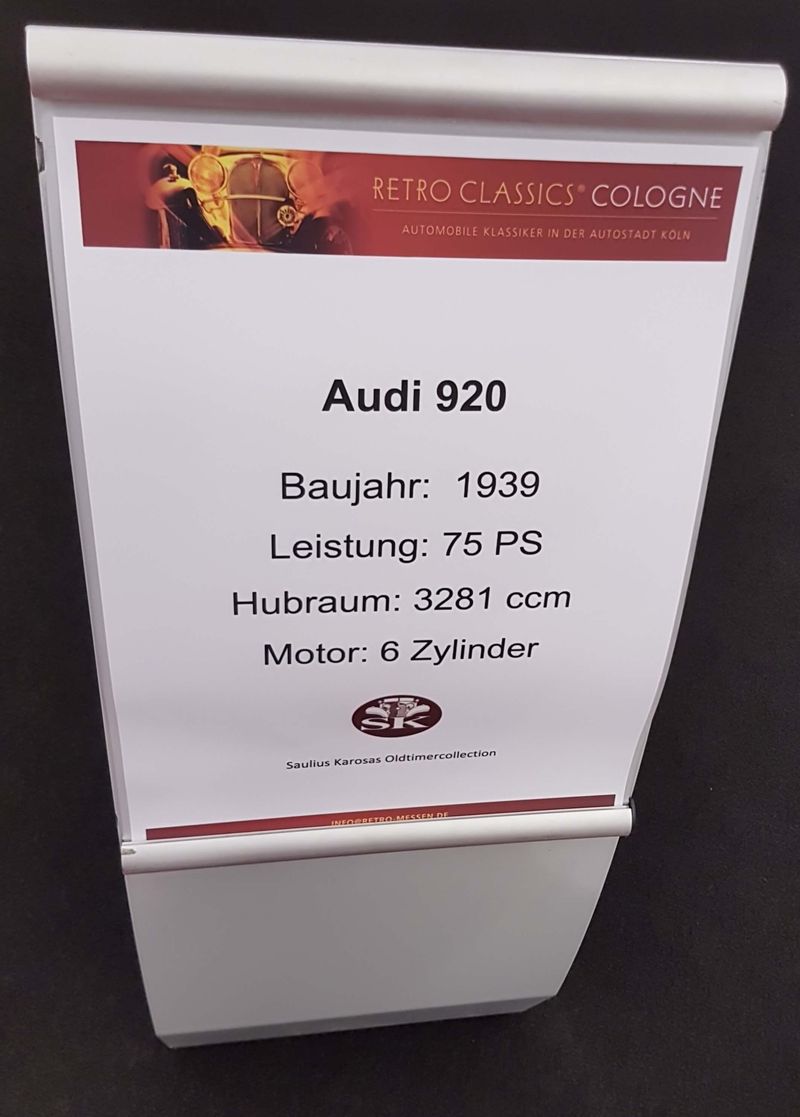 RETRO CLASSICS® COLOGNE
AUTOMOBILE KLASSIKER IN DER AUTOSTADT KÖLN
Audi 920
Baujahr: 1939
Leistung: 75 PS
Hubraum: 3281 ccm
Motor: 6 Zylinder
SK
Saulius Karosas Oldtimercollection
INFO@RETRO-MESSEN.DE